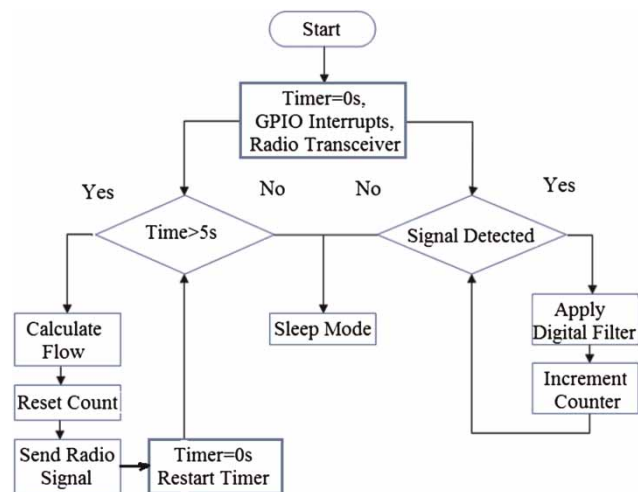 Start
Timer=0s,
GPIO Interrupts,
Radio Transceiver
Yes
No
No
Yes
Time>5s
Signal Detected
Calculate
Flow
Sleep Mode
Apply
Digital Filter
Reset Count
Increment
Counter
Send Radio
Signal
Timer=0s
Restart Timer